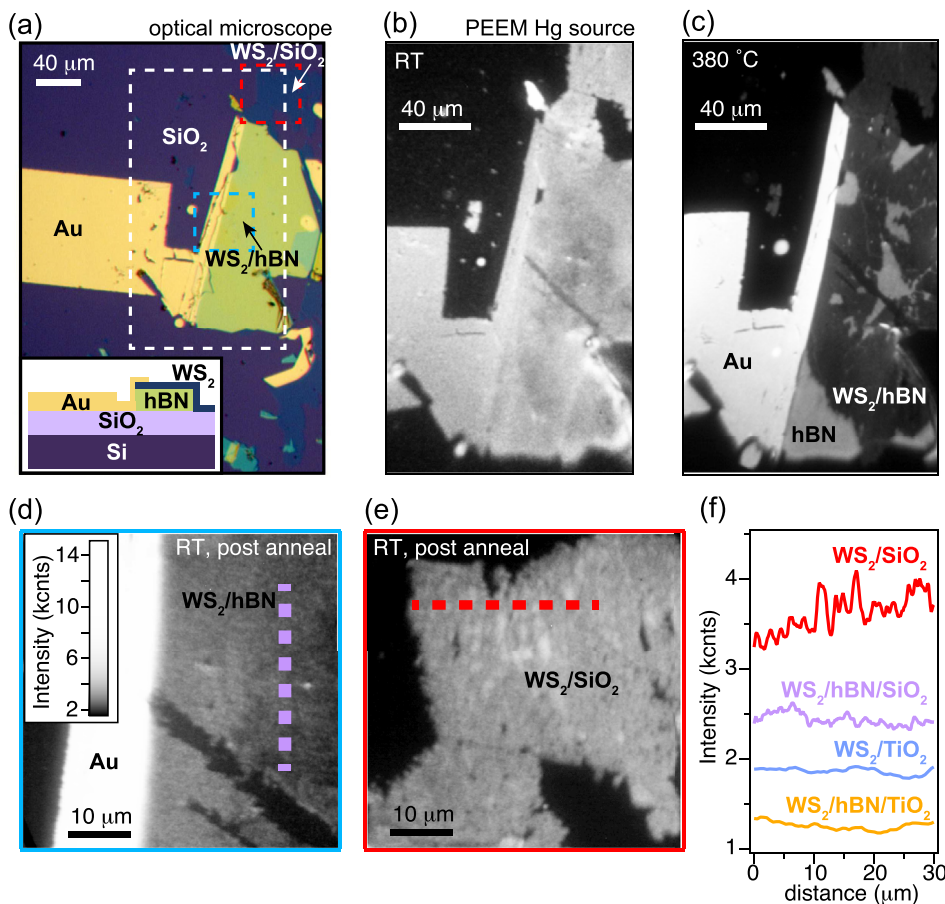 (a)
optical microscope
40 μm
WS2/SiO2
SiO2
Au
WS2/hBN
WS2
Au
hBN
SiO2
Si
(b)
PEEM Hg source
RT
40 μm
(c)
380 ˚C
40 μm
Au
WS2/hBN
hBN
(d)
RT, post anneal
14
10
6
2
Intensity (kcnts)
WS2/hBN
Au
10 μm
(e)
RT, post anneal
WS2/SiO2
10 μm
(f)
WS2/SiO2
WS2/hBN/SiO2
WS2/TiO2
WS2/hBN/TiO2
Intensity (kcnts)
4
3
2
1
0
10
20
30
distance (μm)